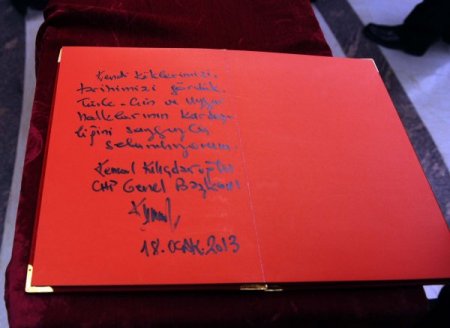 Kendi köklerimizi,
tarihimizi gördük.
Türk-Çin ve Uygur
halklarının kardeş-
liğini saygıyla
selamlıyorum
Kemal Kılıçdaroğlu
CHP Genel Başkanı
18.OCAK.2013